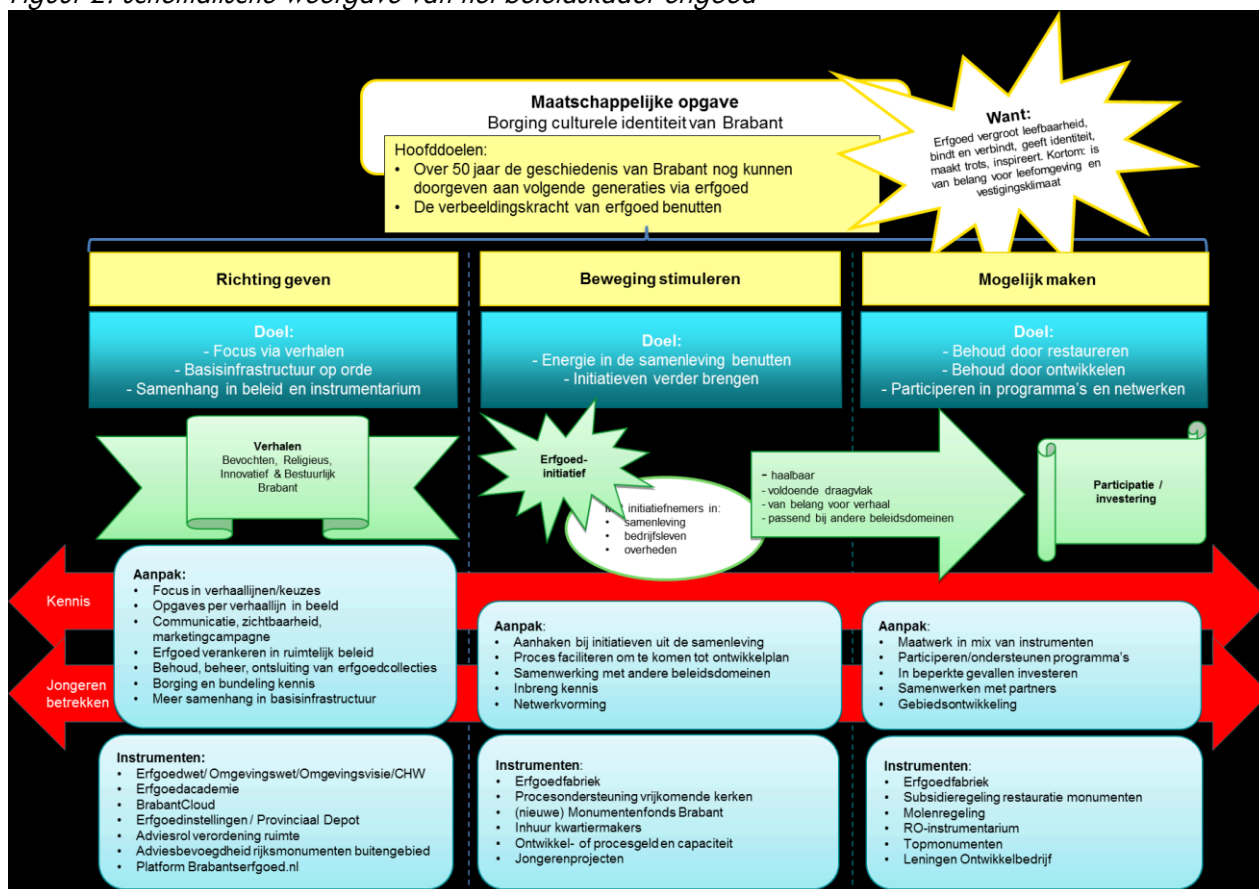 Figuur 2: schematische weergave van het beleidskader erfgoed
Maatschappelijke opgave
Borging culturele identiteit van Brabant
Hoofddoelen:
• Over 50 jaar de geschiedenis van Brabant nog kunnen
doorgeven aan volgende generaties via erfgoed
• De verbeeldingskracht van erfgoed benutten
Want:
Erfgoed vergroot leefbaarheid,
bindt en verbindt, geeft identiteit,
maakt trots, inspireert. Kortom: is
van belang voor leefomgeving en
vestigingsklimaat
Richting geven
Doel:
- Focus via verhalen
- Basisinfrastructuur op orde
- Samenhang in beleid en instrumentarium
Beweging stimuleren
Doel:
- Energie in de samenleving benutten
- Initiatieven verder brengen
Mogelijk maken
Doel:
- Behoud door restaureren
- Behoud door ontwikkelen
- Participeren in programma's en netwerken
Verhalen
Bevochten, Religieus,
Innovatief & Bestuurlijk
Brabant
Erfgoed-
initiatief
initiatiefnemers in:
• samenleving
• bedrijfsleven
• overheden
- haalbaar
- voldoende draagvlak
- van belang voor verhaal
- passend bij andere beleidsdomeinen
Participatie /
investering
Kennis
Jongeren
betrekken
Aanpak:
• Focus in verhaallijnen/keuzes
• Opgaves per verhaallijn in beeld
• Communicatie, zichtbaarheid,
marketingcampagne
• Erfgoed verankeren in ruimtelijk beleid
• Behoud, beheer, ontsluiting van erfgoedcollecties
• Borging en bundeling kennis
• Meer samenhang in basisinfrastructuur
Aanpak:
• Aanhaken bij initiatieven uit de samenleving
• Proces faciliteren om te komen tot ontwikkelplan
• Samenwerking met andere beleidsdomeinen
• Inbreng kennis
• Netwerkvorming
Aanpak:
• Maatwerk in mix van instrumenten
• Participeren/ondersteunen programma's
• In beperkte gevallen investeren
• Samenwerken met partners
• Gebiedsontwikkeling
Instrumenten:
• Erfgoedwet/ Omgevingswet/Omgevingsvisie/CHW
• Erfgoedacademie
• BrabantCloud
• Erfgoedinstellingen / Provinciaal Depot
• Adviesrol verordening ruimte
• Adviesbevoegdheid rijksmonumenten buitengebied
• Platform Brabantserfgoed.nl
Instrumenten:
• Erfgoedfabriek
• Procesondersteuning vrijkomende kerken
• (nieuwe) Monumentenfonds Brabant
• Inhuur kwartiermakers
• Ontwikkel- of procesgeld en capaciteit
• Jongerenprojecten
Instrumenten:
• Erfgoedfabriek
• Subsidieregeling restauratie monumenten
• Molenregeling
• RO-instrumentarium
• Topmonumenten
• Leningen Ontwikkelbedrijf